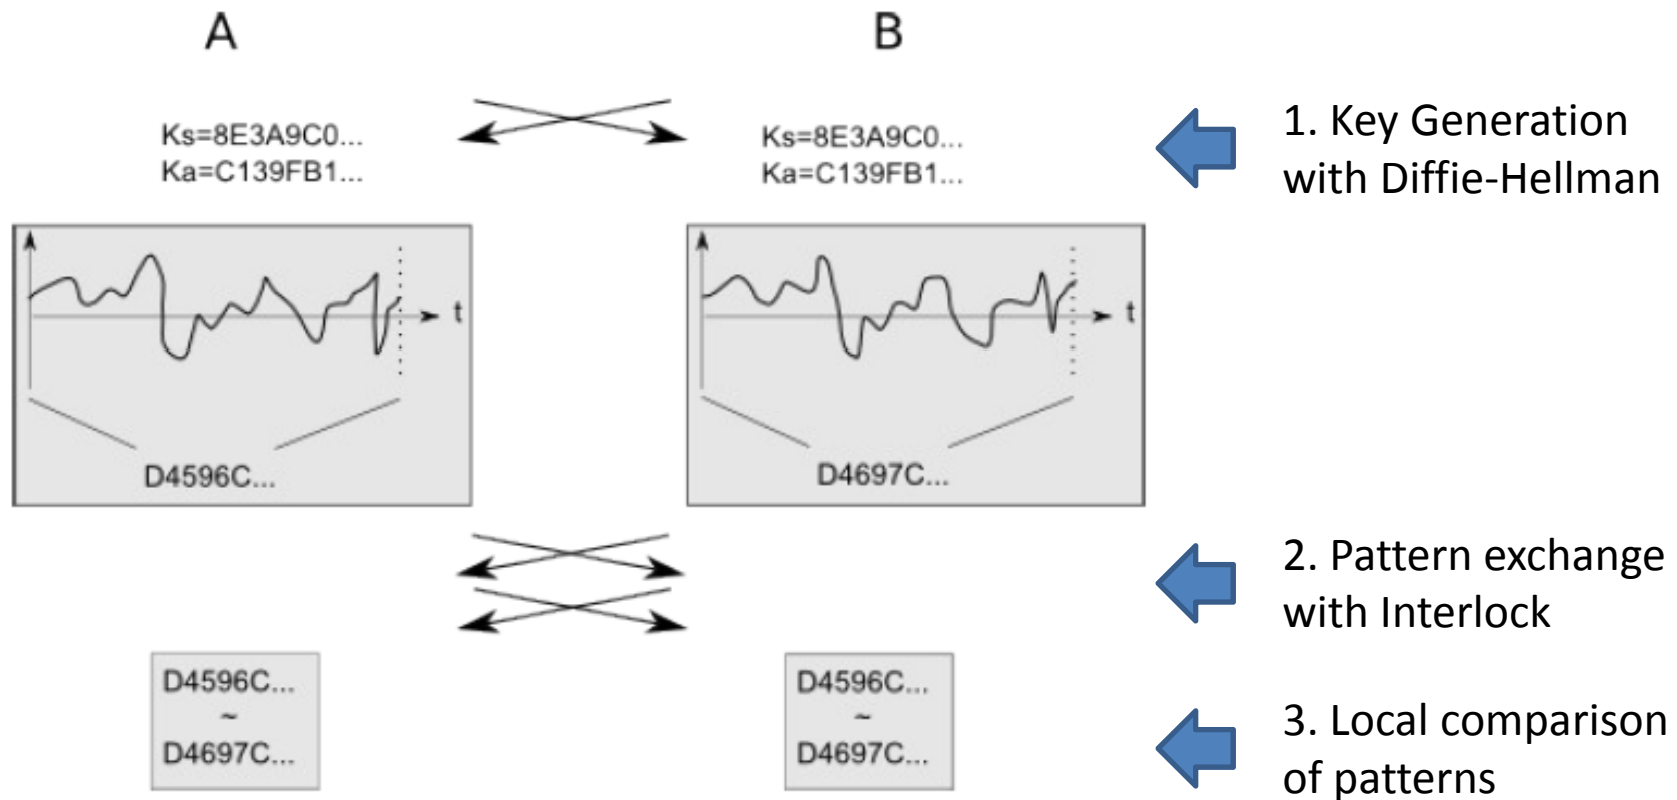 A
B
Ks=8E3A9C0...
Ka=C139FB1...
Ks=8E3A9C0...
Ka=C139FB1...
1. Key Generation
with Diffie-Hellman
t
D4596C...
t
D4697C...
2. Pattern exchange
with Interlock
D4596C...
~
D4697C...
D4596C...
~
D4697C...
3. Local comparison
of patterns